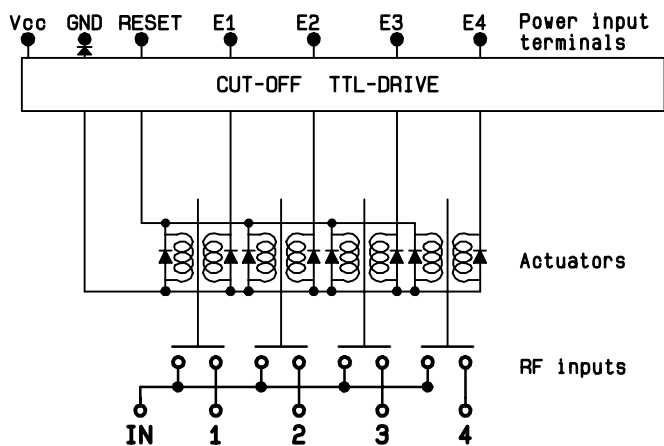 Vcc GND RESET E1 E2 E3 E4 Power input
terminals
CUT-OFF TTL-DRIVE
Actuators
RF inputs
IN 1 2 3 4